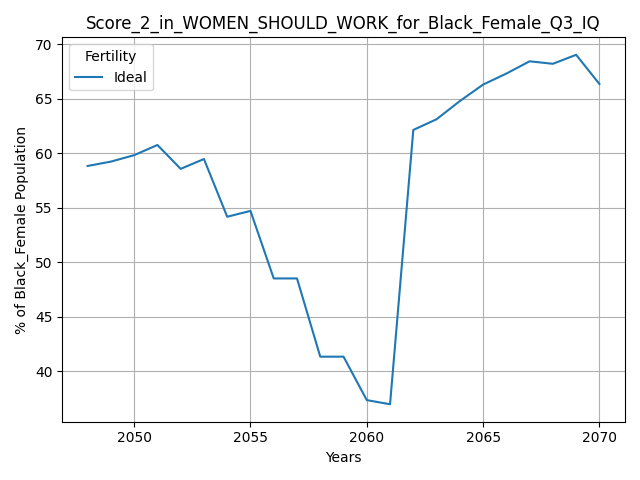 Score_2_in_WOMEN_SHOULD_WORK_for_Black_Female_Q3_IQ
Fertility
Ideal
% of Black_Female Population
70
65
60
55
50
45
40
2050 2055 2060 2065 2070
Years